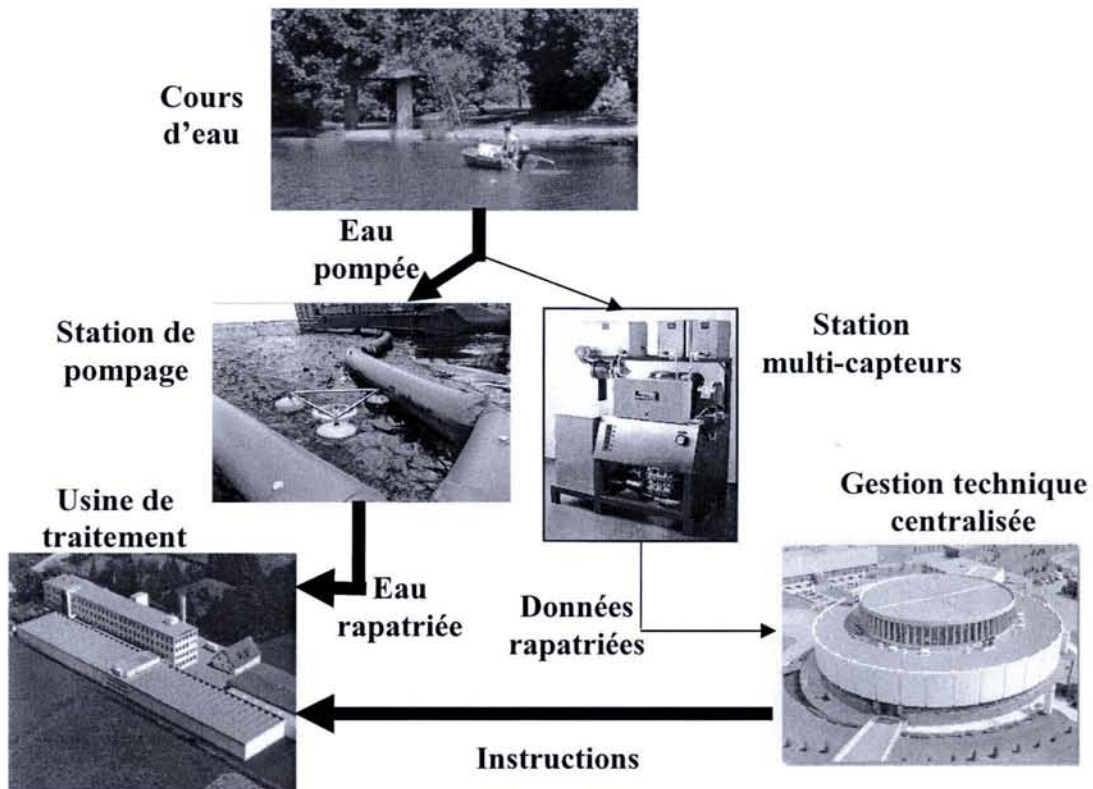 Cours
d'eau
Eau
pompée
Station de
pompage
Station
multi-capteurs
Usine de
traitement
Gestion technique
centralisée
Eau
rapatriée
Données
rapatriées
Instructions